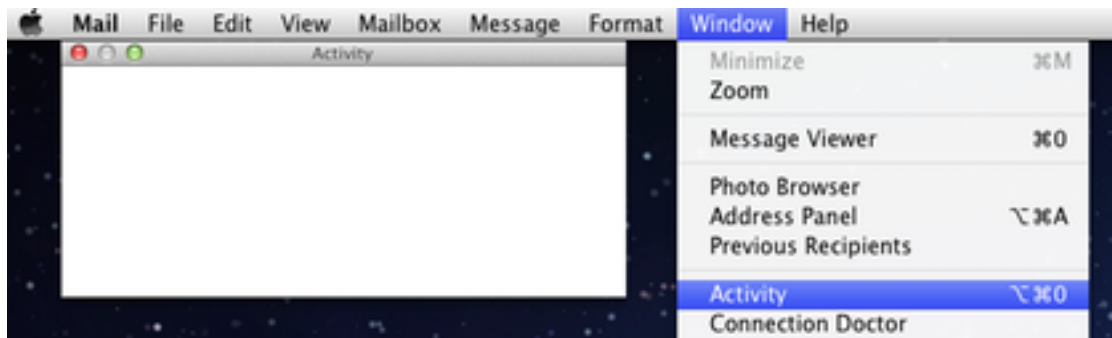 Mail File Edit View Mailbox Message Format Window Help
Activity
Minimize ⌘M
Zoom
Message Viewer ⌘0
Photo Browser
Address Panel ⌥⌘A
Previous Recipients
Activity ⌥⌘0
Connection Doctor